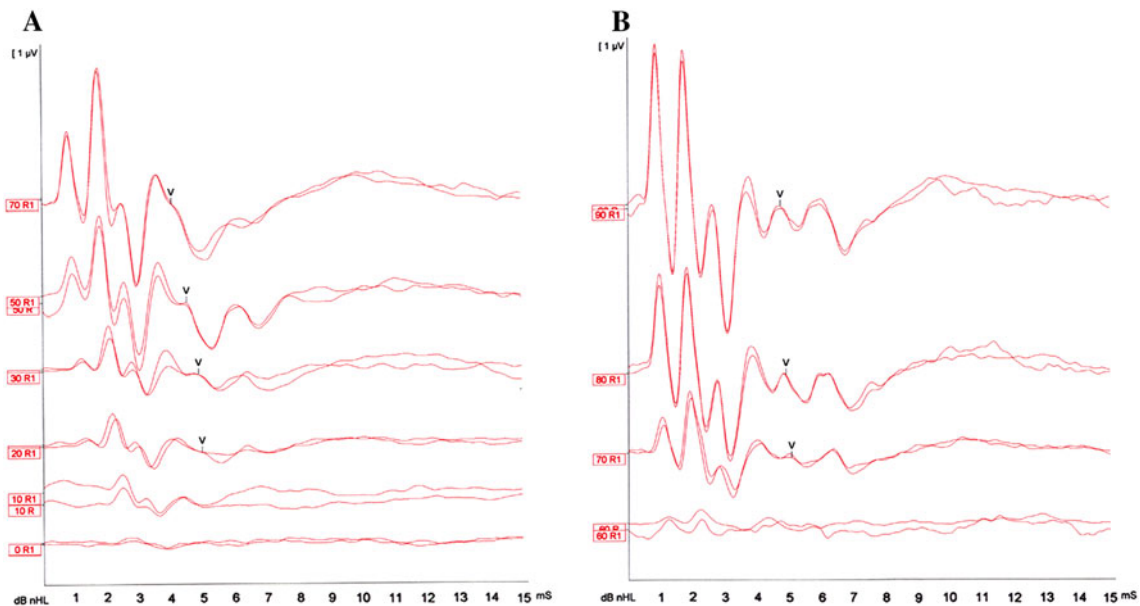 A
[ 1 µV
V
70 R1
V
50 R1
50 R
V
30 R1
V
20 R1
10 R1
10 R
0 R1
dB nHL 1 2 3 4 5 6 7 8 9 10 11 12 13 14 15 mS
B
[ 1 µV
V
90 R1
V
80 R1
V
70 R1
60 R1
dB nHL 1 2 3 4 5 6 7 8 9 10 11 12 13 14 15 mS